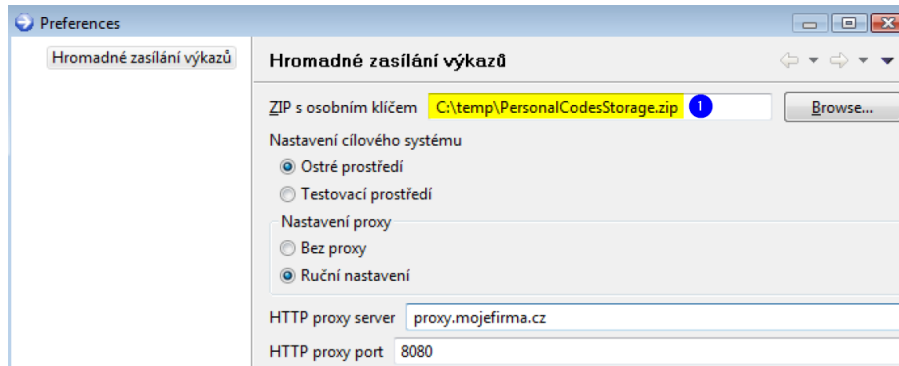 Preferences
Hromadné zasílání výkazů
Hromadné zasílání výkazů
ZIP s osobním klíčem C:\temp\PersonalCodesStorage.zip 1 Browse...
Nastavení cílového systému
Ostré prostředí
Testovací prostředí
Nastavení proxy
Bez proxy
Ruční nastavení
HTTP proxy server proxy.mojefirma.cz
HTTP proxy port 8080